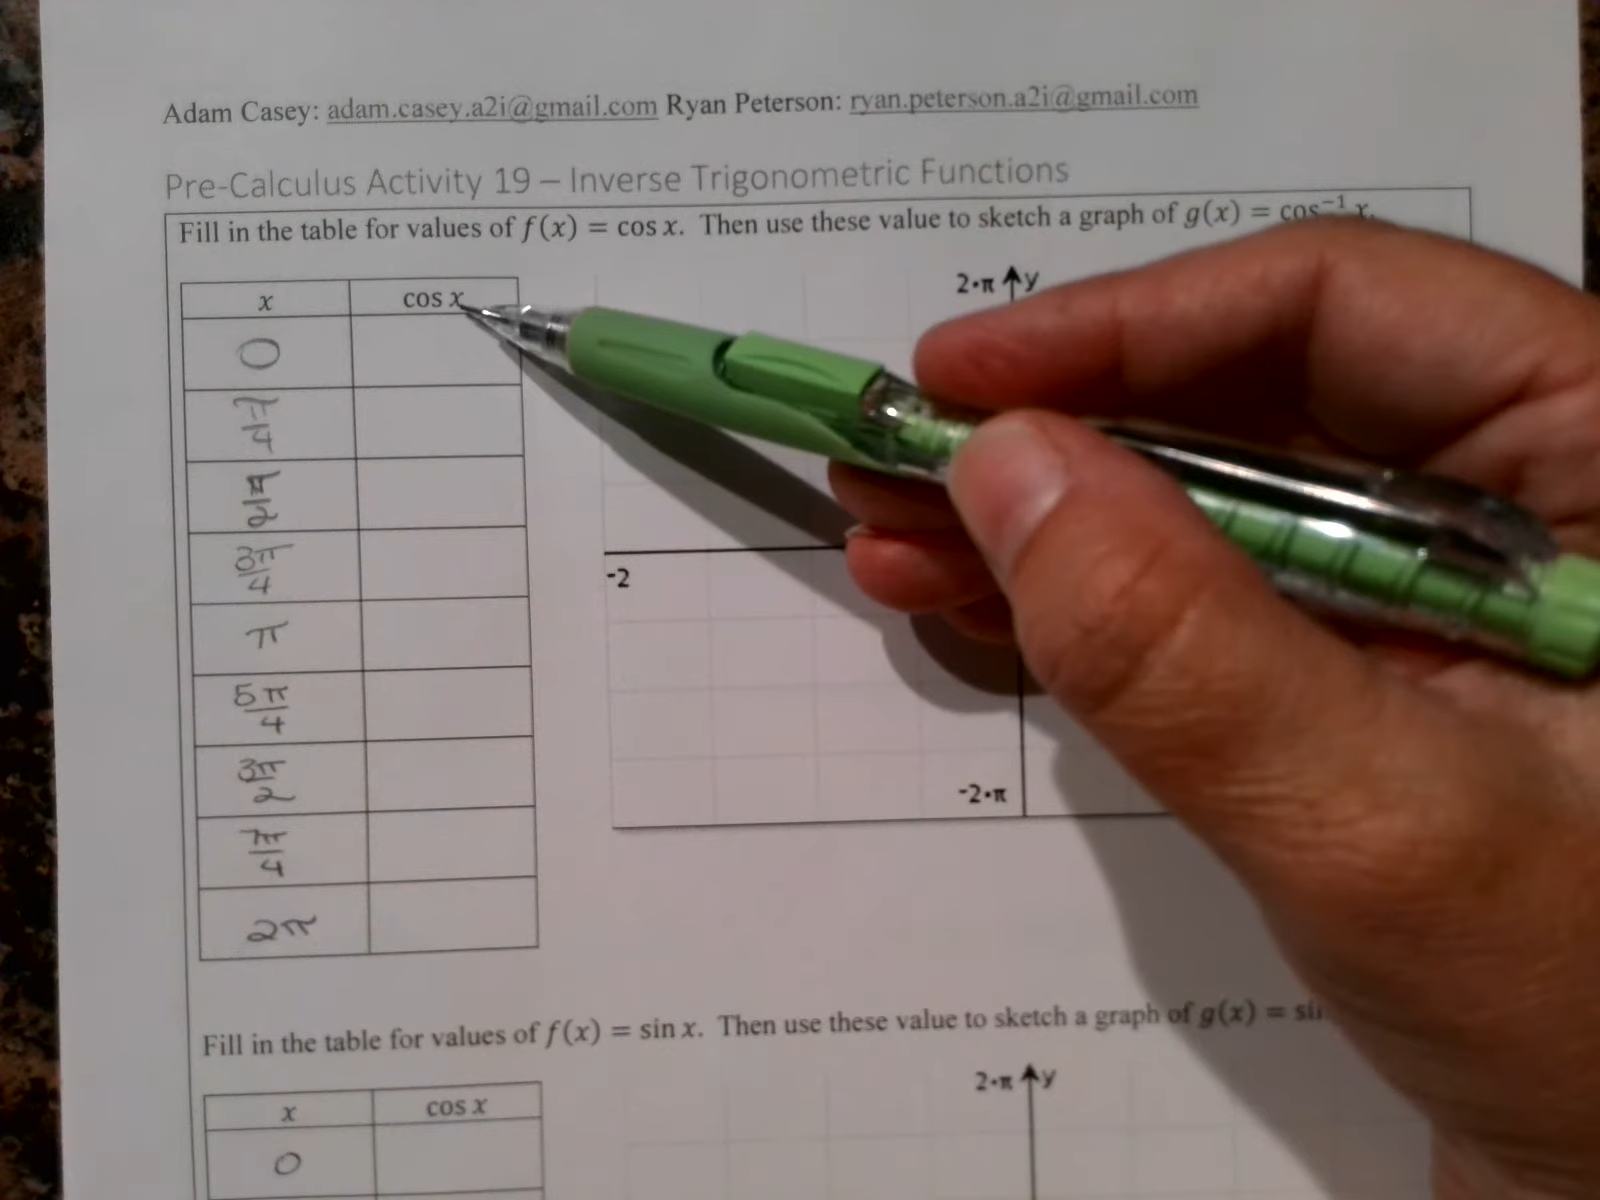 Adam Casey: adam.casey.a2i@gmail.com Ryan Peterson: ryan.peterson.a2i@gmail.com
Pre-Calculus Activity 19 – Inverse Trigonometric Functions
Fill in the table for values of f(x) = cos x. Then use these value to sketch a graph of g(x) = cos⁻¹ x.
x cos x
0
π/4
π/2
3π/4
π
5π/4
3π/2
7π/4
2π
2•π y
-2
-2•π
Fill in the table for values of f(x) = sin x. Then use these value to sketch a graph of g(x) =
x cos x
0
2•π y